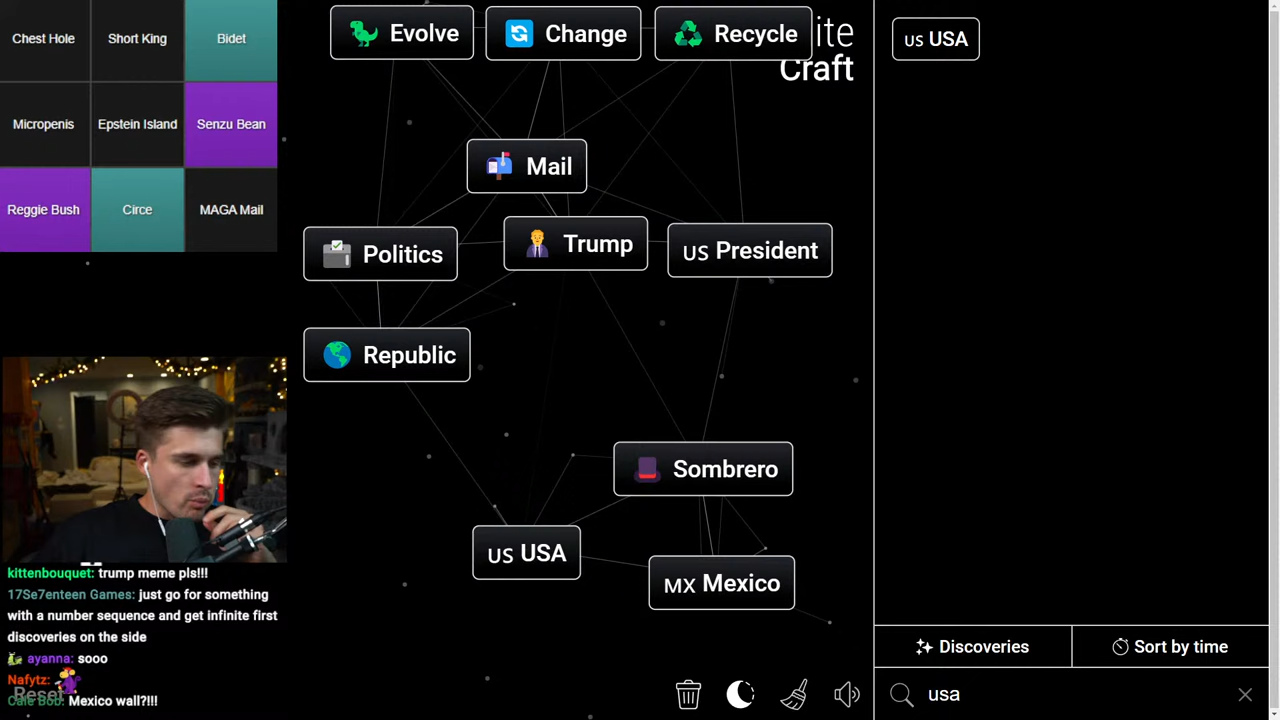 Chest Hole
Short King
Bidet
Micropenis
Epstein Island
Senzu Bean
Reggie Bush
Circe
MAGA Mail
Evolve
Change
Recycle
ite
Craft
Mail
Politics
Trump
US President
Republic
Sombrero
US USA
MX Mexico
US USA
Discoveries
Sort by time
usa
kittenbouquet: trump meme pls!!!
17Se7enteen Games: just go for something
with a number sequence and get infinite first
discoveries on the side
ayanna: sooo
Nafytz:
Reset
Cale Bob: Mexico wall?!!!